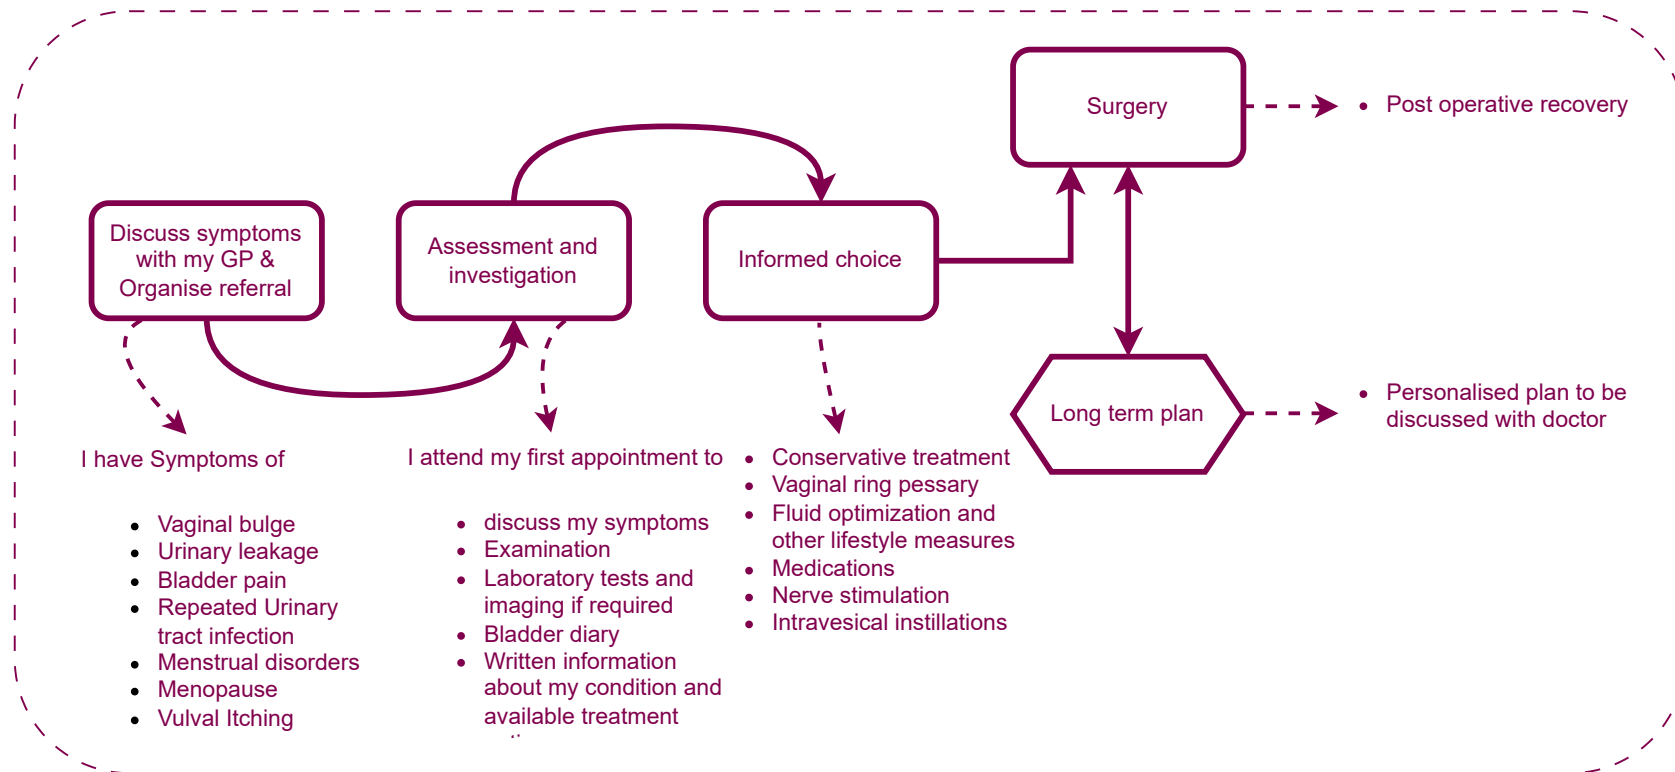 Surgery
• Post operative recovery
Discuss symptoms
with my GP &
Organise referral
Assessment and
investigation
Informed choice
Long term plan
• Personalised plan to be
discussed with doctor
I have Symptoms of
• Vaginal bulge
• Urinary leakage
• Bladder pain
• Repeated Urinary
tract infection
• Menstrual disorders
• Menopause
• Vulval Itching
I attend my first appointment to
• discuss my symptoms
• Examination
• Laboratory tests and
imaging if required
• Bladder diary
• Written information
about my condition and
available treatment
• Conservative treatment
• Vaginal ring pessary
• Fluid optimization and
other lifestyle measures
• Medications
• Nerve stimulation
• Intravesical instillations